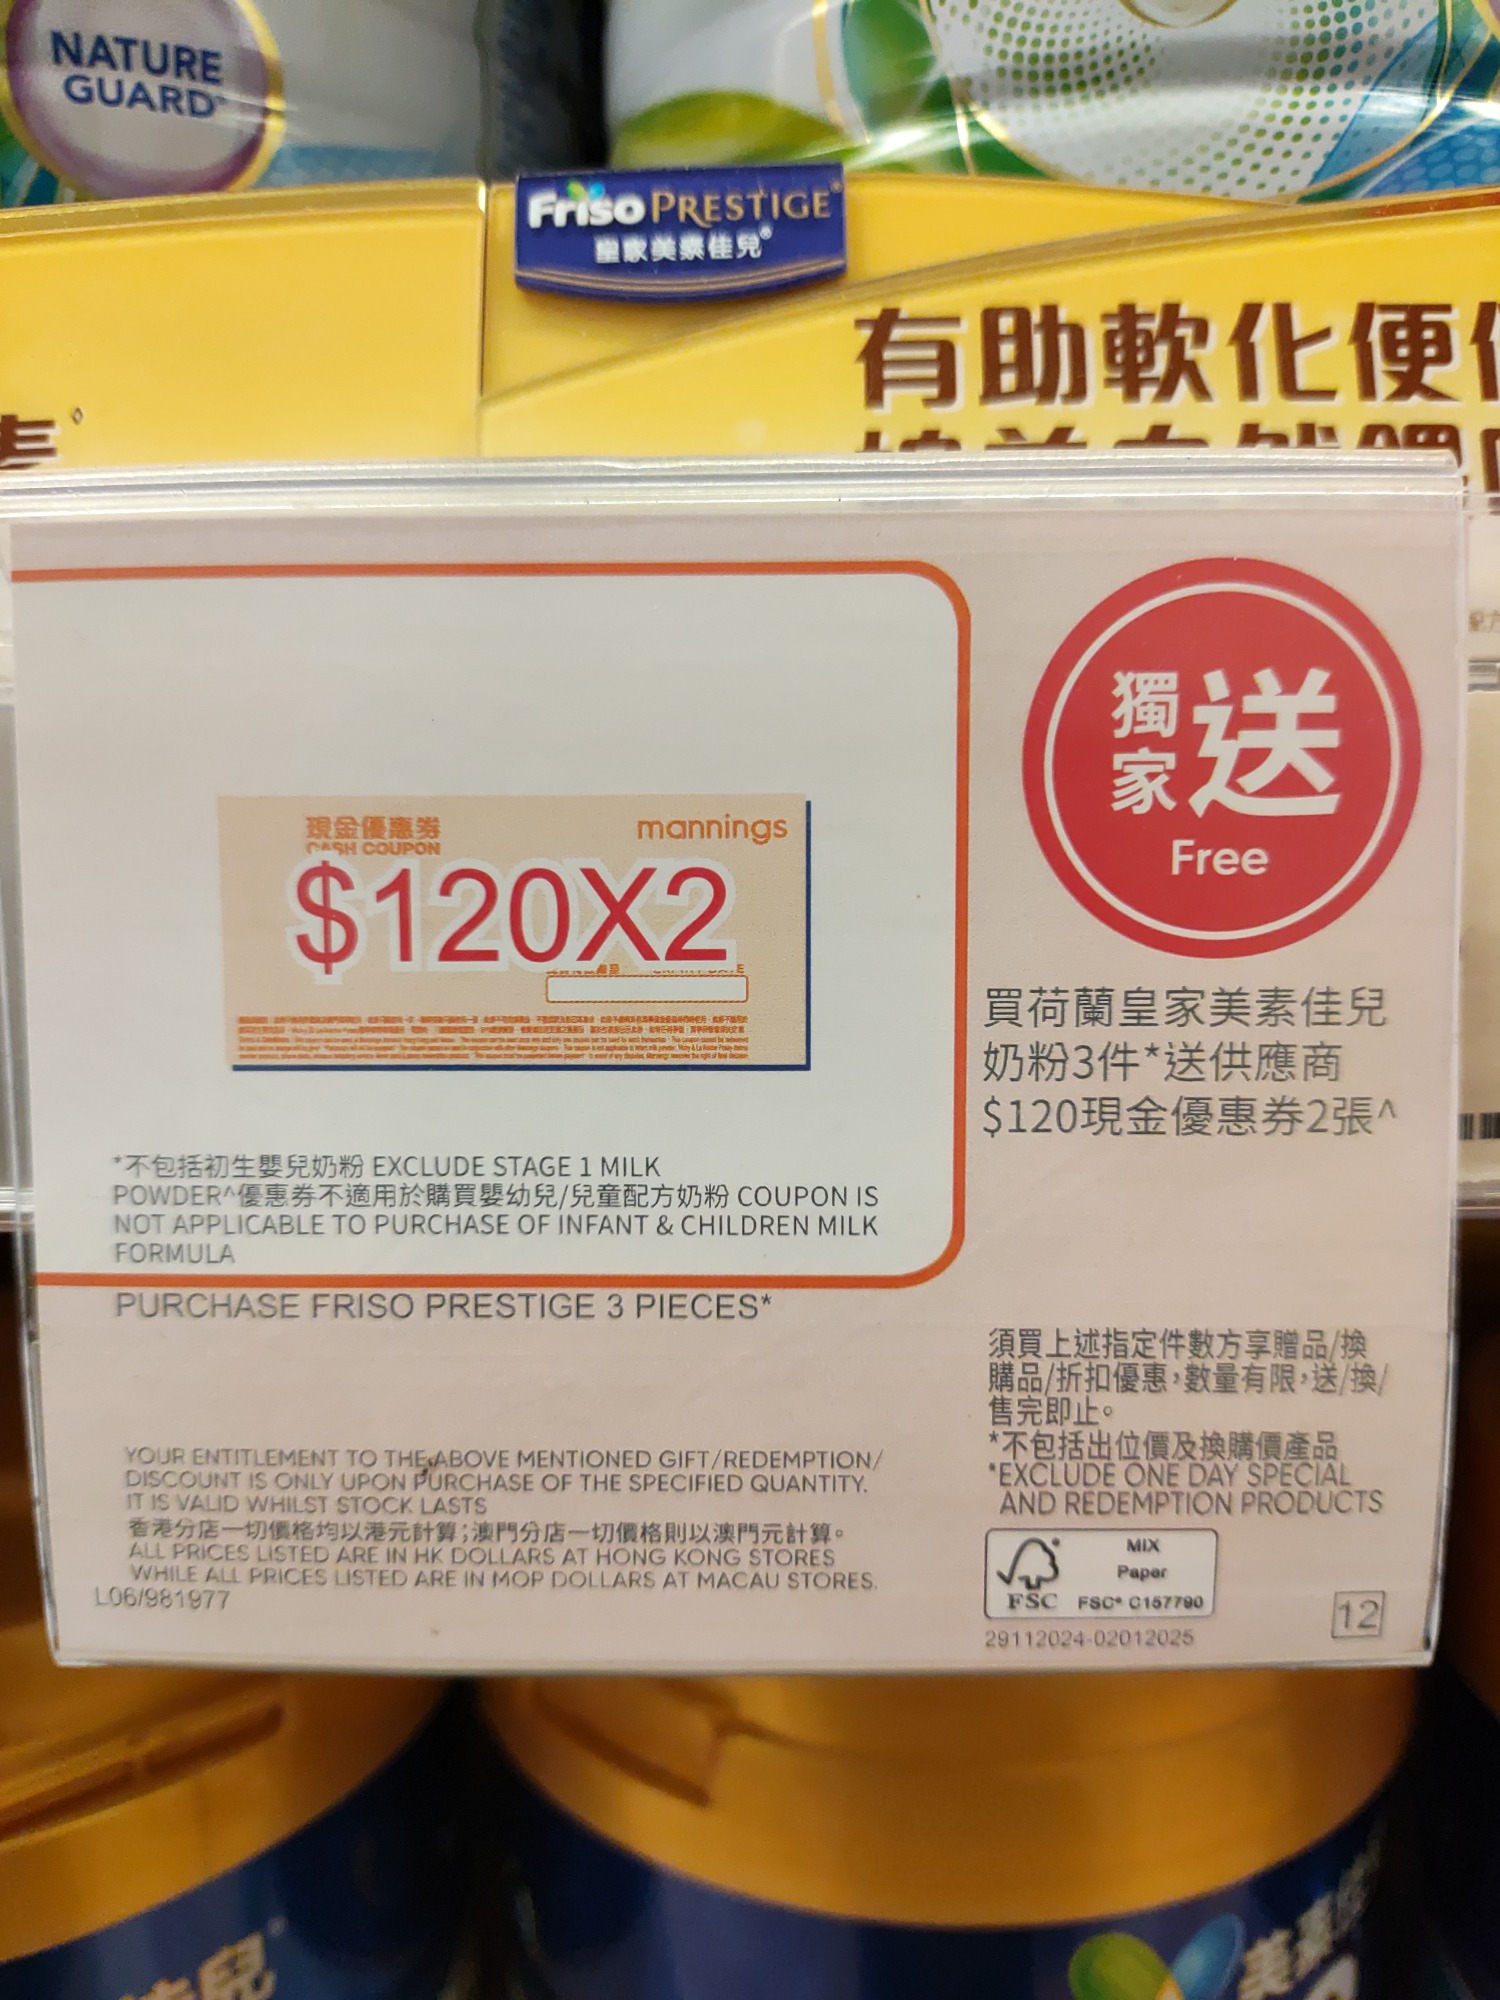 NATURE
GUARD
Friso PRESTIGE®
皇家美素佳兒®
有助軟化便
獨家 送
Free
現金優惠券
mannings
CASH COUPON
$120X2
買荷蘭皇家美素佳兒
奶粉3件*送供應商
$120現金優惠券2張^
*不包括初生嬰兒奶粉 EXCLUDE STAGE 1 MILK
POWDER^優惠券不適用於購買嬰幼兒/兒童配方奶粉 COUPON IS
NOT APPLICABLE TO PURCHASE OF INFANT & CHILDREN MILK
FORMULA
PURCHASE FRISO PRESTIGE 3 PIECES*
須買上述指定件數方享贈品/換
購品/折扣優惠,數量有限,送/換/
售完即止。
*不包括出位價及換購價產品
*EXCLUDE ONE DAY SPECIAL
AND REDEMPTION PRODUCTS
YOUR ENTITLEMENT TO THE ABOVE MENTIONED GIFT/REDEMPTION/
DISCOUNT IS ONLY UPON PURCHASE OF THE SPECIFIED QUANTITY.
IT IS VALID WHILST STOCK LASTS
香港分店一切價格均以港元計算;澳門分店一切價格則以澳門元計算。
ALL PRICES LISTED ARE IN HK DOLLARS AT HONG KONG STORES
WHILE ALL PRICES LISTED ARE IN MOP DOLLARS AT MACAU STORES.
L06/981977
MIX
Paper
FSC FSC® C157790
29112024-02012025
12